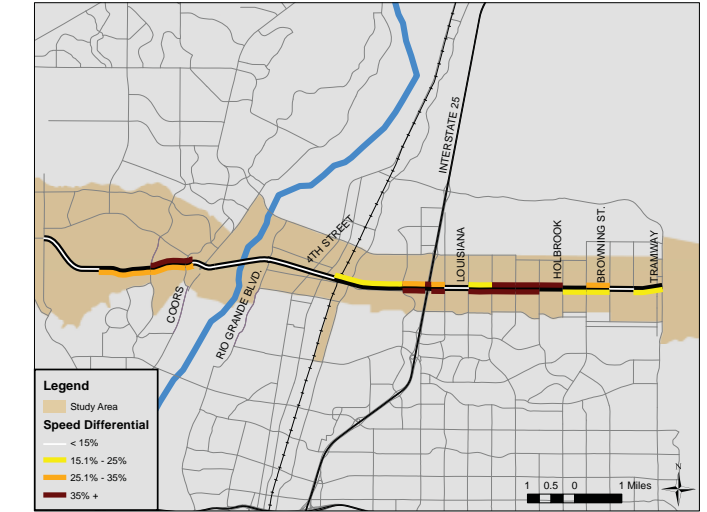 INTERSTATE 25
4TH STREET
LOUISIANA
HOLBROOK
BROWNING ST.
TRAMWAY
COORS
RIO GRANDE BLVD.
Legend
Study Area
Speed Differential
< 15%
15.1% - 25%
25.1% - 35%
35% +
1 0.5 0 1 Miles
N